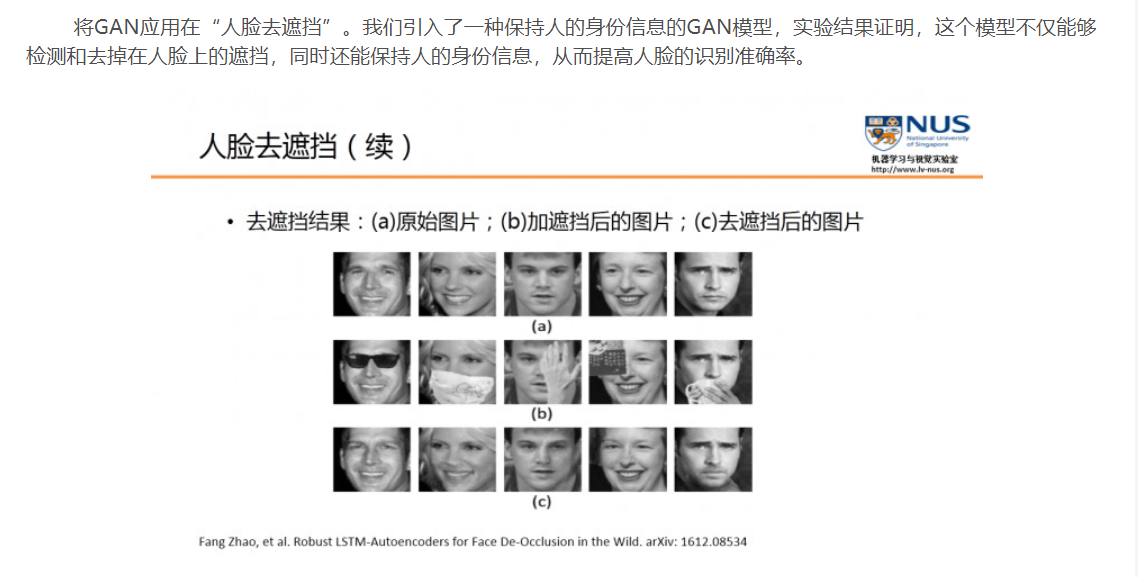 将GAN应用在“人脸去遮挡”。我们引入了一种保持人的身份信息的GAN模型，实验结果证明，这个模型不仅能够
检测和去掉在人脸上的遮挡，同时还能保持人的身份信息，从而提高人脸的识别准确率。
人脸去遮挡（续）
NUS
National University
of Singapore
机器学习与视觉实验室
http://www.lv-nus.org
• 去遮挡结果：(a)原始图片；(b)加遮挡后的图片；(c)去遮挡后的图片
(a)
(b)
(c)
Fang Zhao, et al. Robust LSTM-Autoencoders for Face De-Occlusion in the Wild. arXiv: 1612.08534